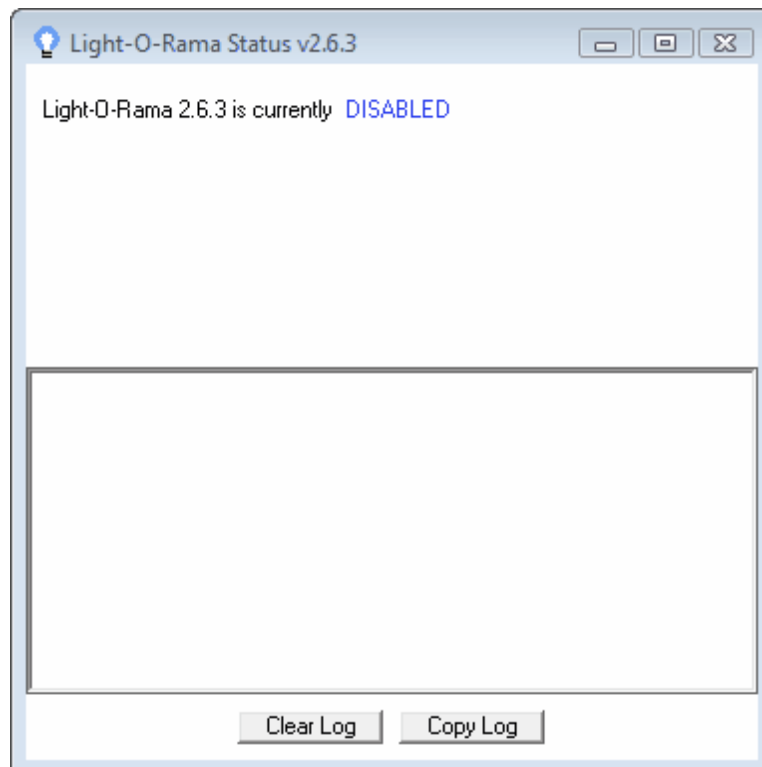 Light-O-Rama Status v2.6.3
Light-O-Rama 2.6.3 is currently DISABLED
Clear Log Copy Log